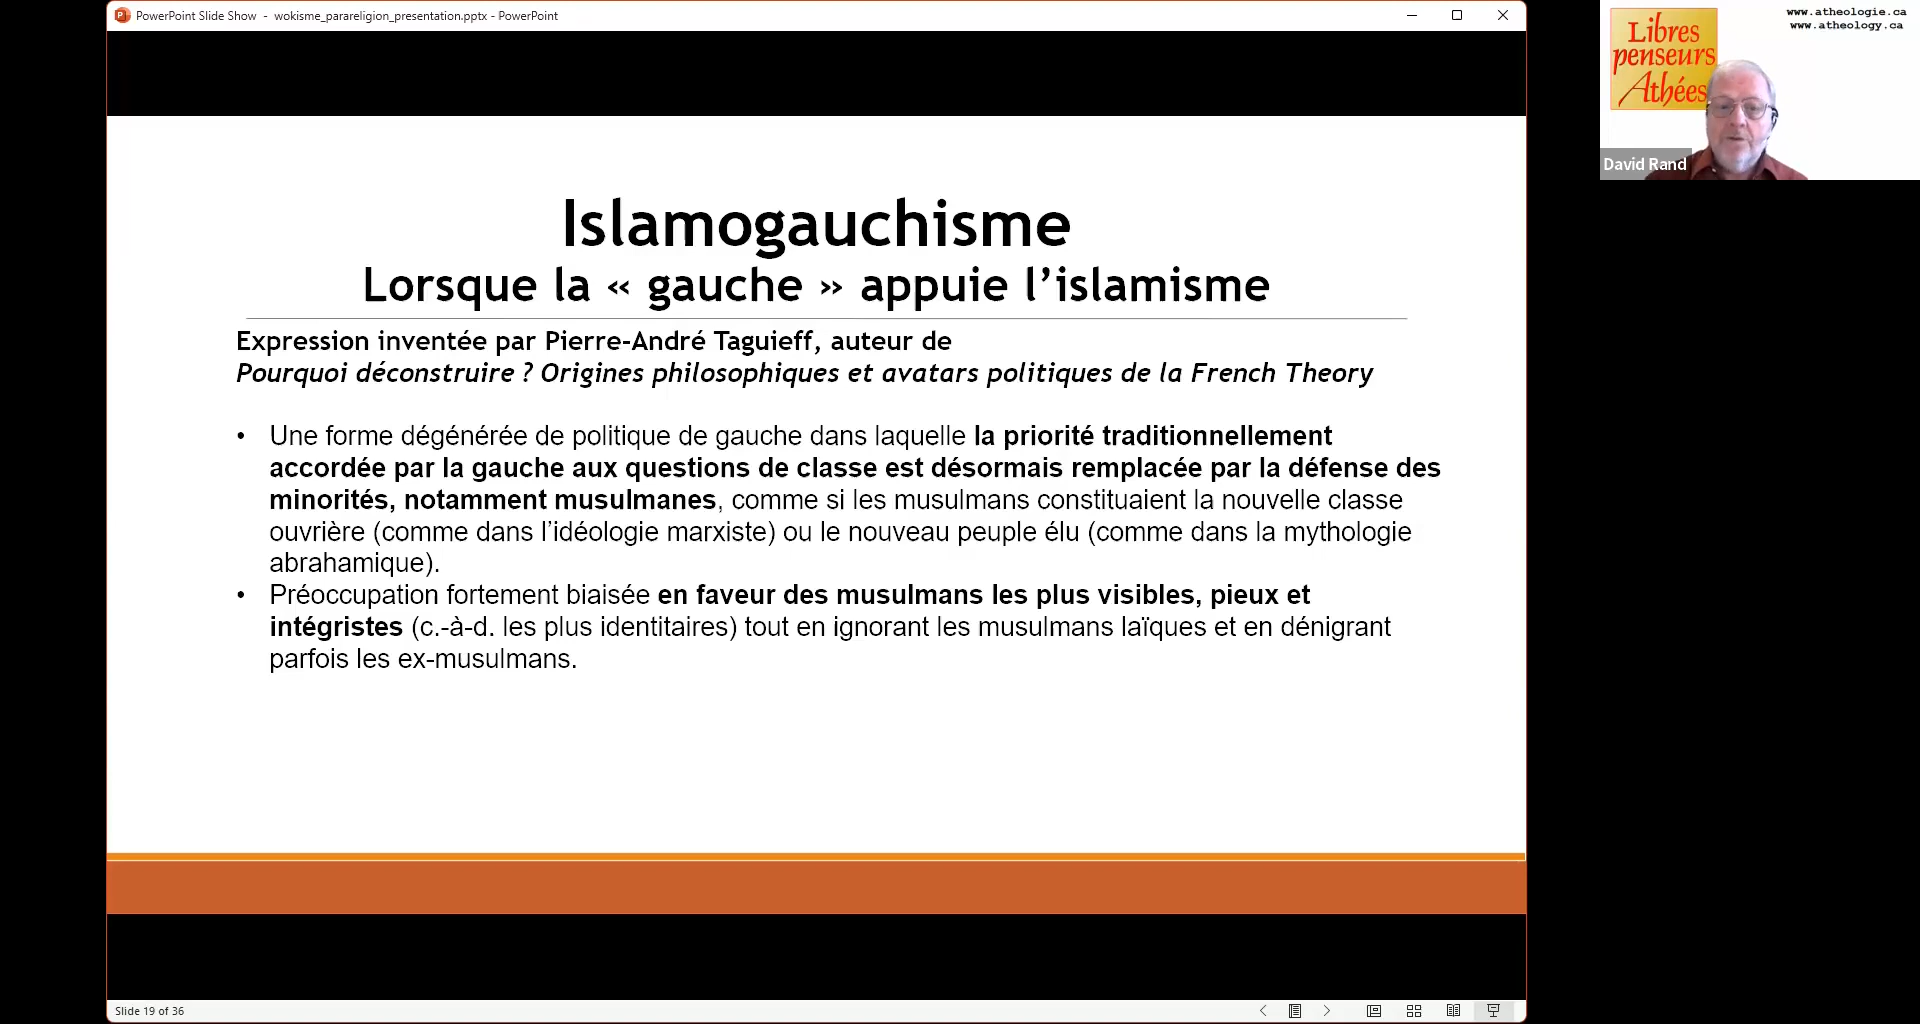 PowerPoint Slide Show - wokisme_parareligion_presentation.pptx - PowerPoint
Islamogauchisme
Lorsque la « gauche » appuie l’islamisme
Expression inventée par Pierre-André Taguieff, auteur de
Pourquoi déconstruire ? Origines philosophiques et avatars politiques de la French Theory
• Une forme dégénérée de politique de gauche dans laquelle la priorité traditionnellement
accordée par la gauche aux questions de classe est désormais remplacée par la défense des
minorités, notamment musulmanes, comme si les musulmans constituaient la nouvelle classe
ouvrière (comme dans l’idéologie marxiste) ou le nouveau peuple élu (comme dans la mythologie
abrahamique).
• Préoccupation fortement biaisée en faveur des musulmans les plus visibles, pieux et
intégristes (c.-à-d. les plus identitaires) tout en ignorant les musulmans laïques et en dénigrant
parfois les ex-musulmans.
Slide 19 of 36
www.atheologie.ca
www.atheology.ca
Libres
penseurs
Athées
David Rand